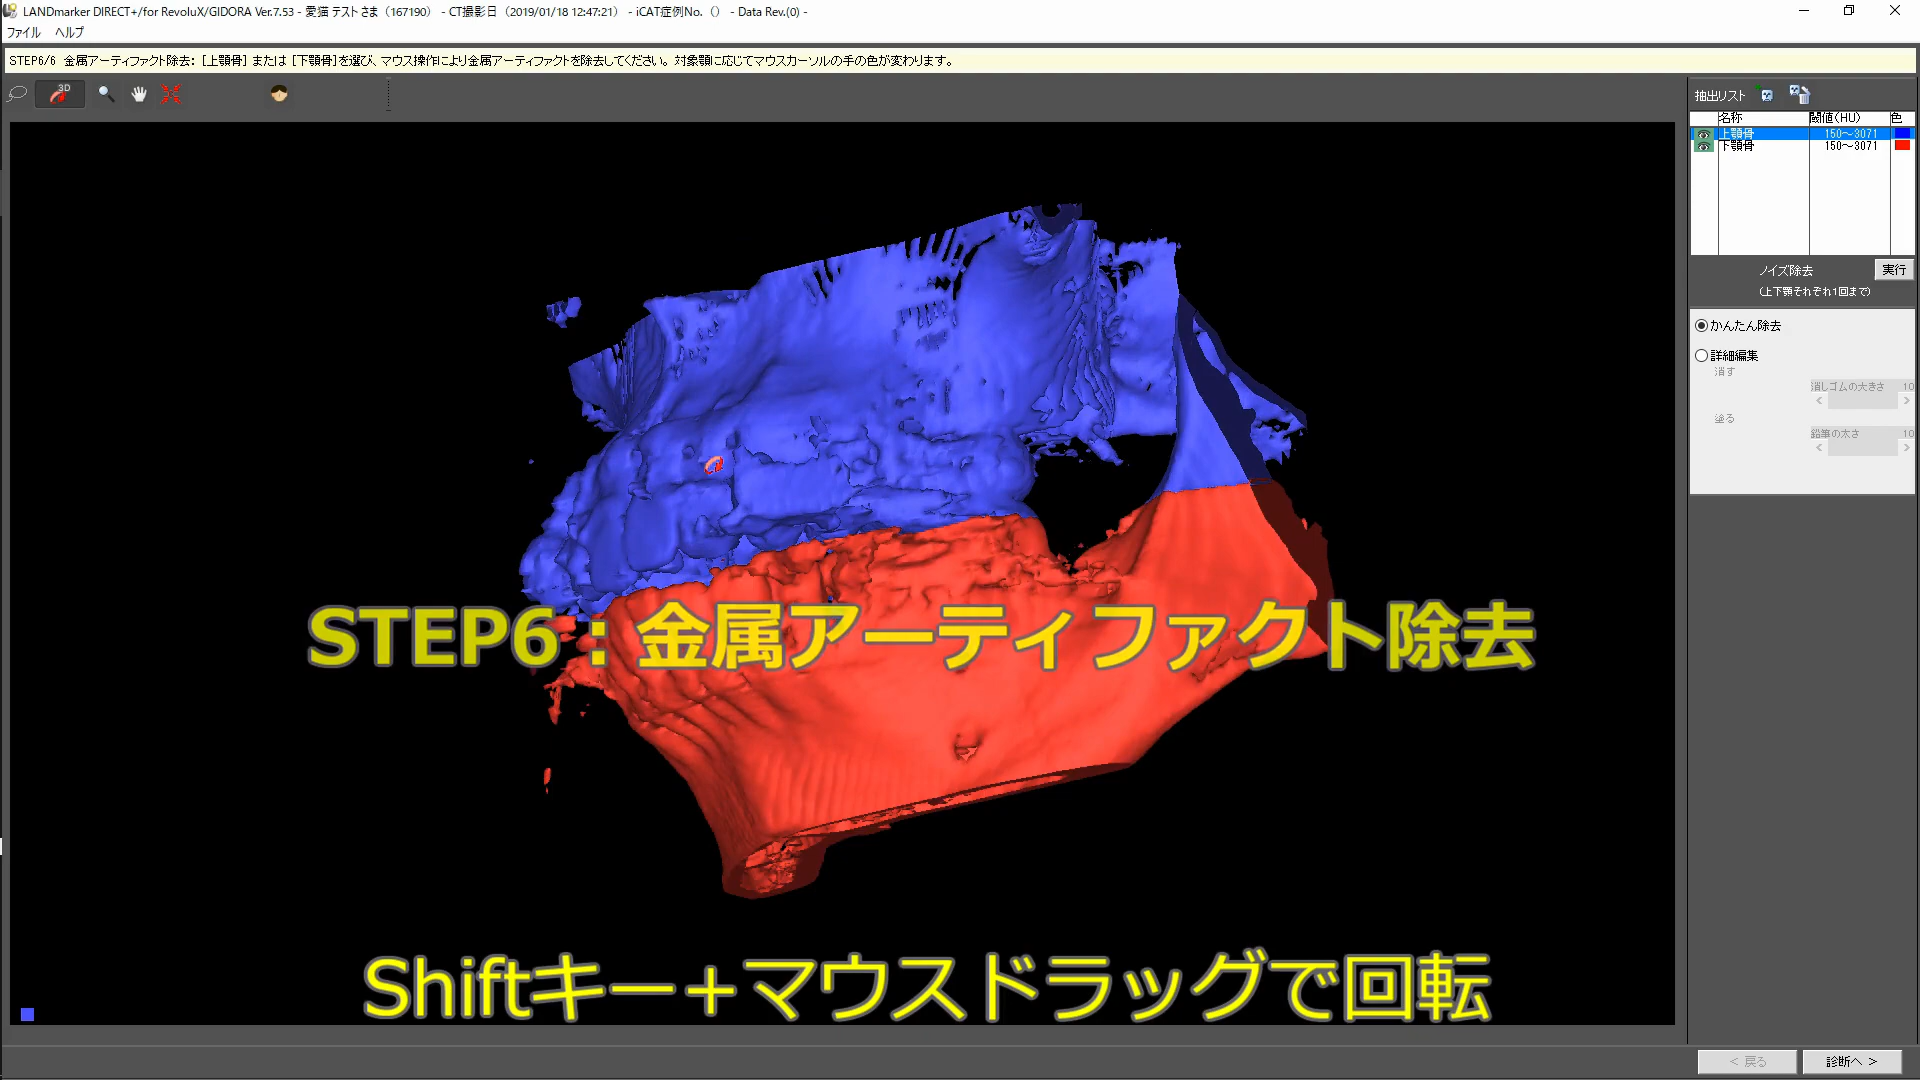 LANDmarker DIRECT+/for RevoluX/GIDORA Ver.7.53 - 愛猫 テスト さま（167190） - CT撮影日（2019/01/18 12:47:21） - iCAT症例No.（） - Data Rev.(0) -
ファイル ヘルプ
STEP6/6 金属アーティファクト除去：［上顎骨］または［下顎骨］を選び、マウス操作により金属アーティファクトを除去してください。対象顎に応じてマウスカーソルの手の色が変わります。
3D
抽出リスト
名称 閾値(HU) 色
上顎骨 150～3071
下顎骨 150～3071
ノイズ除去 実行
(上下顎それぞれ1回まで)
かんたん除去
詳細編集
消す
消しゴムの大きさ 10
< >
塗る
鉛筆の太さ 10
< >
STEP6：金属アーティファクト除去
Shiftキー＋マウスドラッグで回転
< 戻る 診断へ >